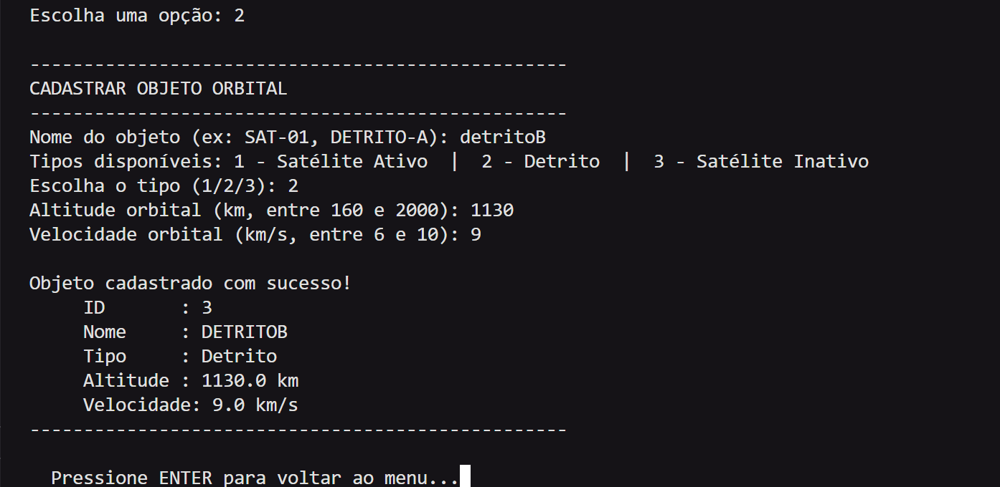 Escolha uma opção: 2
--------------------------------------------------
CADASTRAR OBJETO ORBITAL
--------------------------------------------------
Nome do objeto (ex: SAT-01, DETRITO-A): detritoB
Tipos disponíveis: 1 - Satélite Ativo  |  2 - Detrito  |  3 - Satélite Inativo
Escolha o tipo (1/2/3): 2
Altitude orbital (km, entre 160 e 2000): 1130
Velocidade orbital (km/s, entre 6 e 10): 9
Objeto cadastrado com sucesso!
     ID       : 3
     Nome     : DETRITOB
     Tipo     : Detrito
     Altitude : 1130.0 km
     Velocidade: 9.0 km/s
--------------------------------------------------
  Pressione ENTER para voltar ao menu...